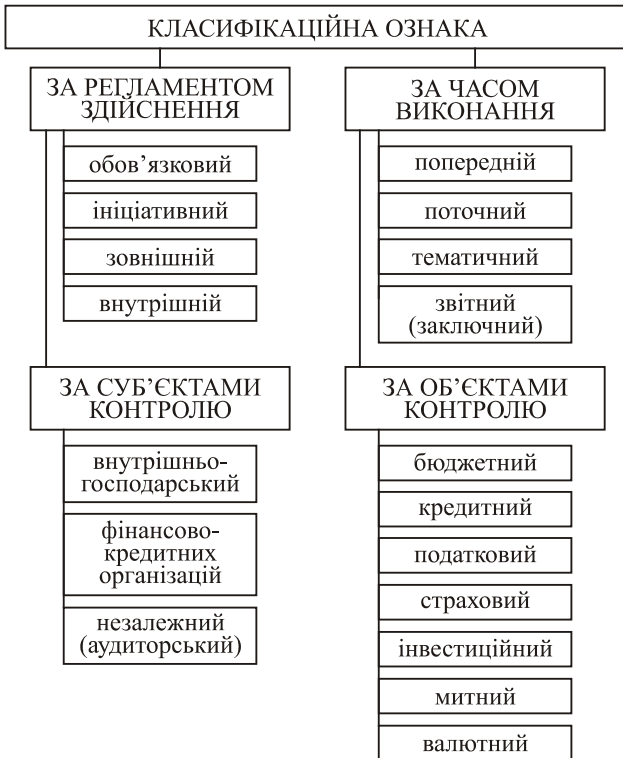 КЛАСИФІКАЦІЙНА ОЗНАКА
ЗА РЕГЛАМЕНТОМ
ЗДІЙСНЕННЯ
обов’язковий
ініціативний
зовнішній
внутрішній
ЗА ЧАСОМ
ВИКОНАННЯ
попередній
поточний
тематичний
звітний
(заключний)
ЗА СУБ’ЄКТАМИ
КОНТРОЛЮ
внутрішньо-
господарський
фінансово-
кредитних
організацій
незалежний
(аудиторський)
ЗА ОБ’ЄКТАМИ
КОНТРОЛЮ
бюджетний
кредитний
податковий
страховий
інвестиційний
митний
валютний